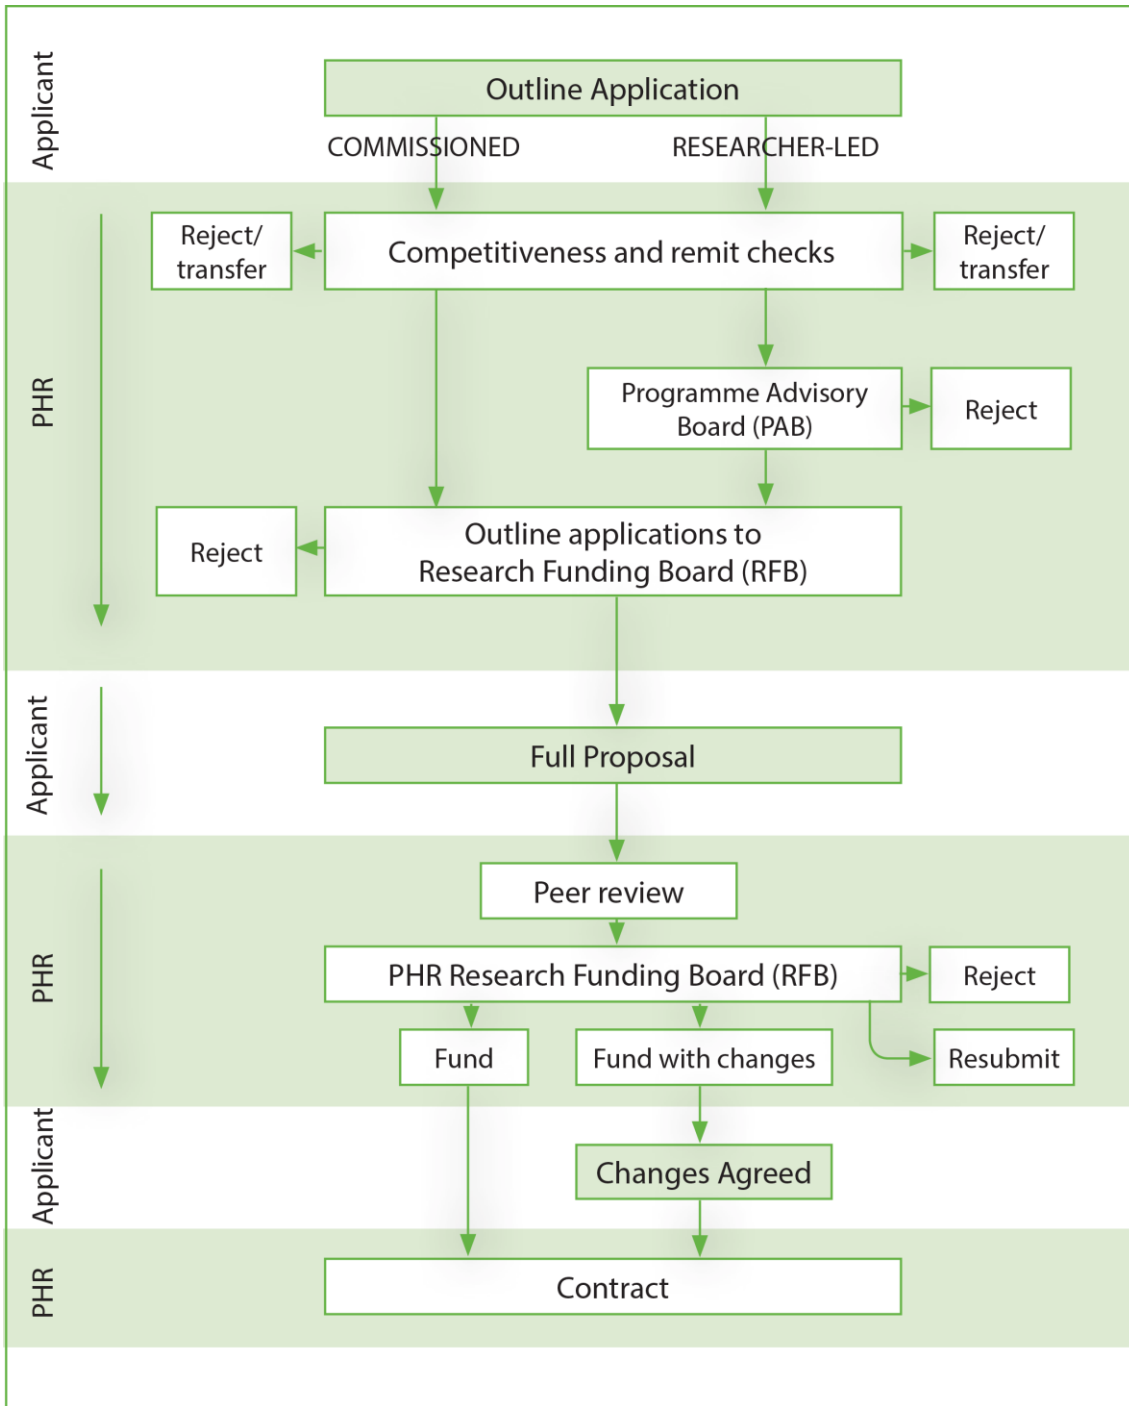 Applicant
Outline Application
COMMISSIONED
RESEARCHER-LED
PHR
Reject/
transfer
Competitiveness and remit checks
Reject/
transfer
Programme Advisory
Board (PAB)
Reject
Reject
Outline applications to
Research Funding Board (RFB)
Applicant
Full Proposal
PHR
Peer review
PHR Research Funding Board (RFB)
Reject
Fund
Fund with changes
Resubmit
Applicant
Changes Agreed
PHR
Contract